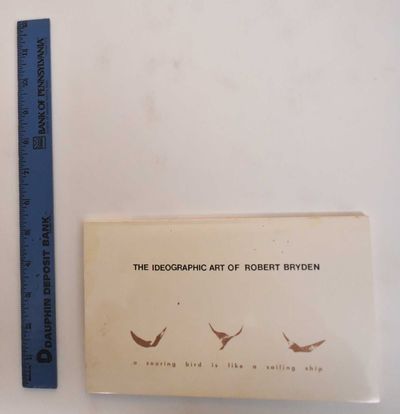 THE IDEOGRAPHIC ART OF ROBERT BRYDEN
a soaring bird is like a sailing ship
DAUPHIN DEPOSIT BANK
BANK OF PENNSYLVANIA